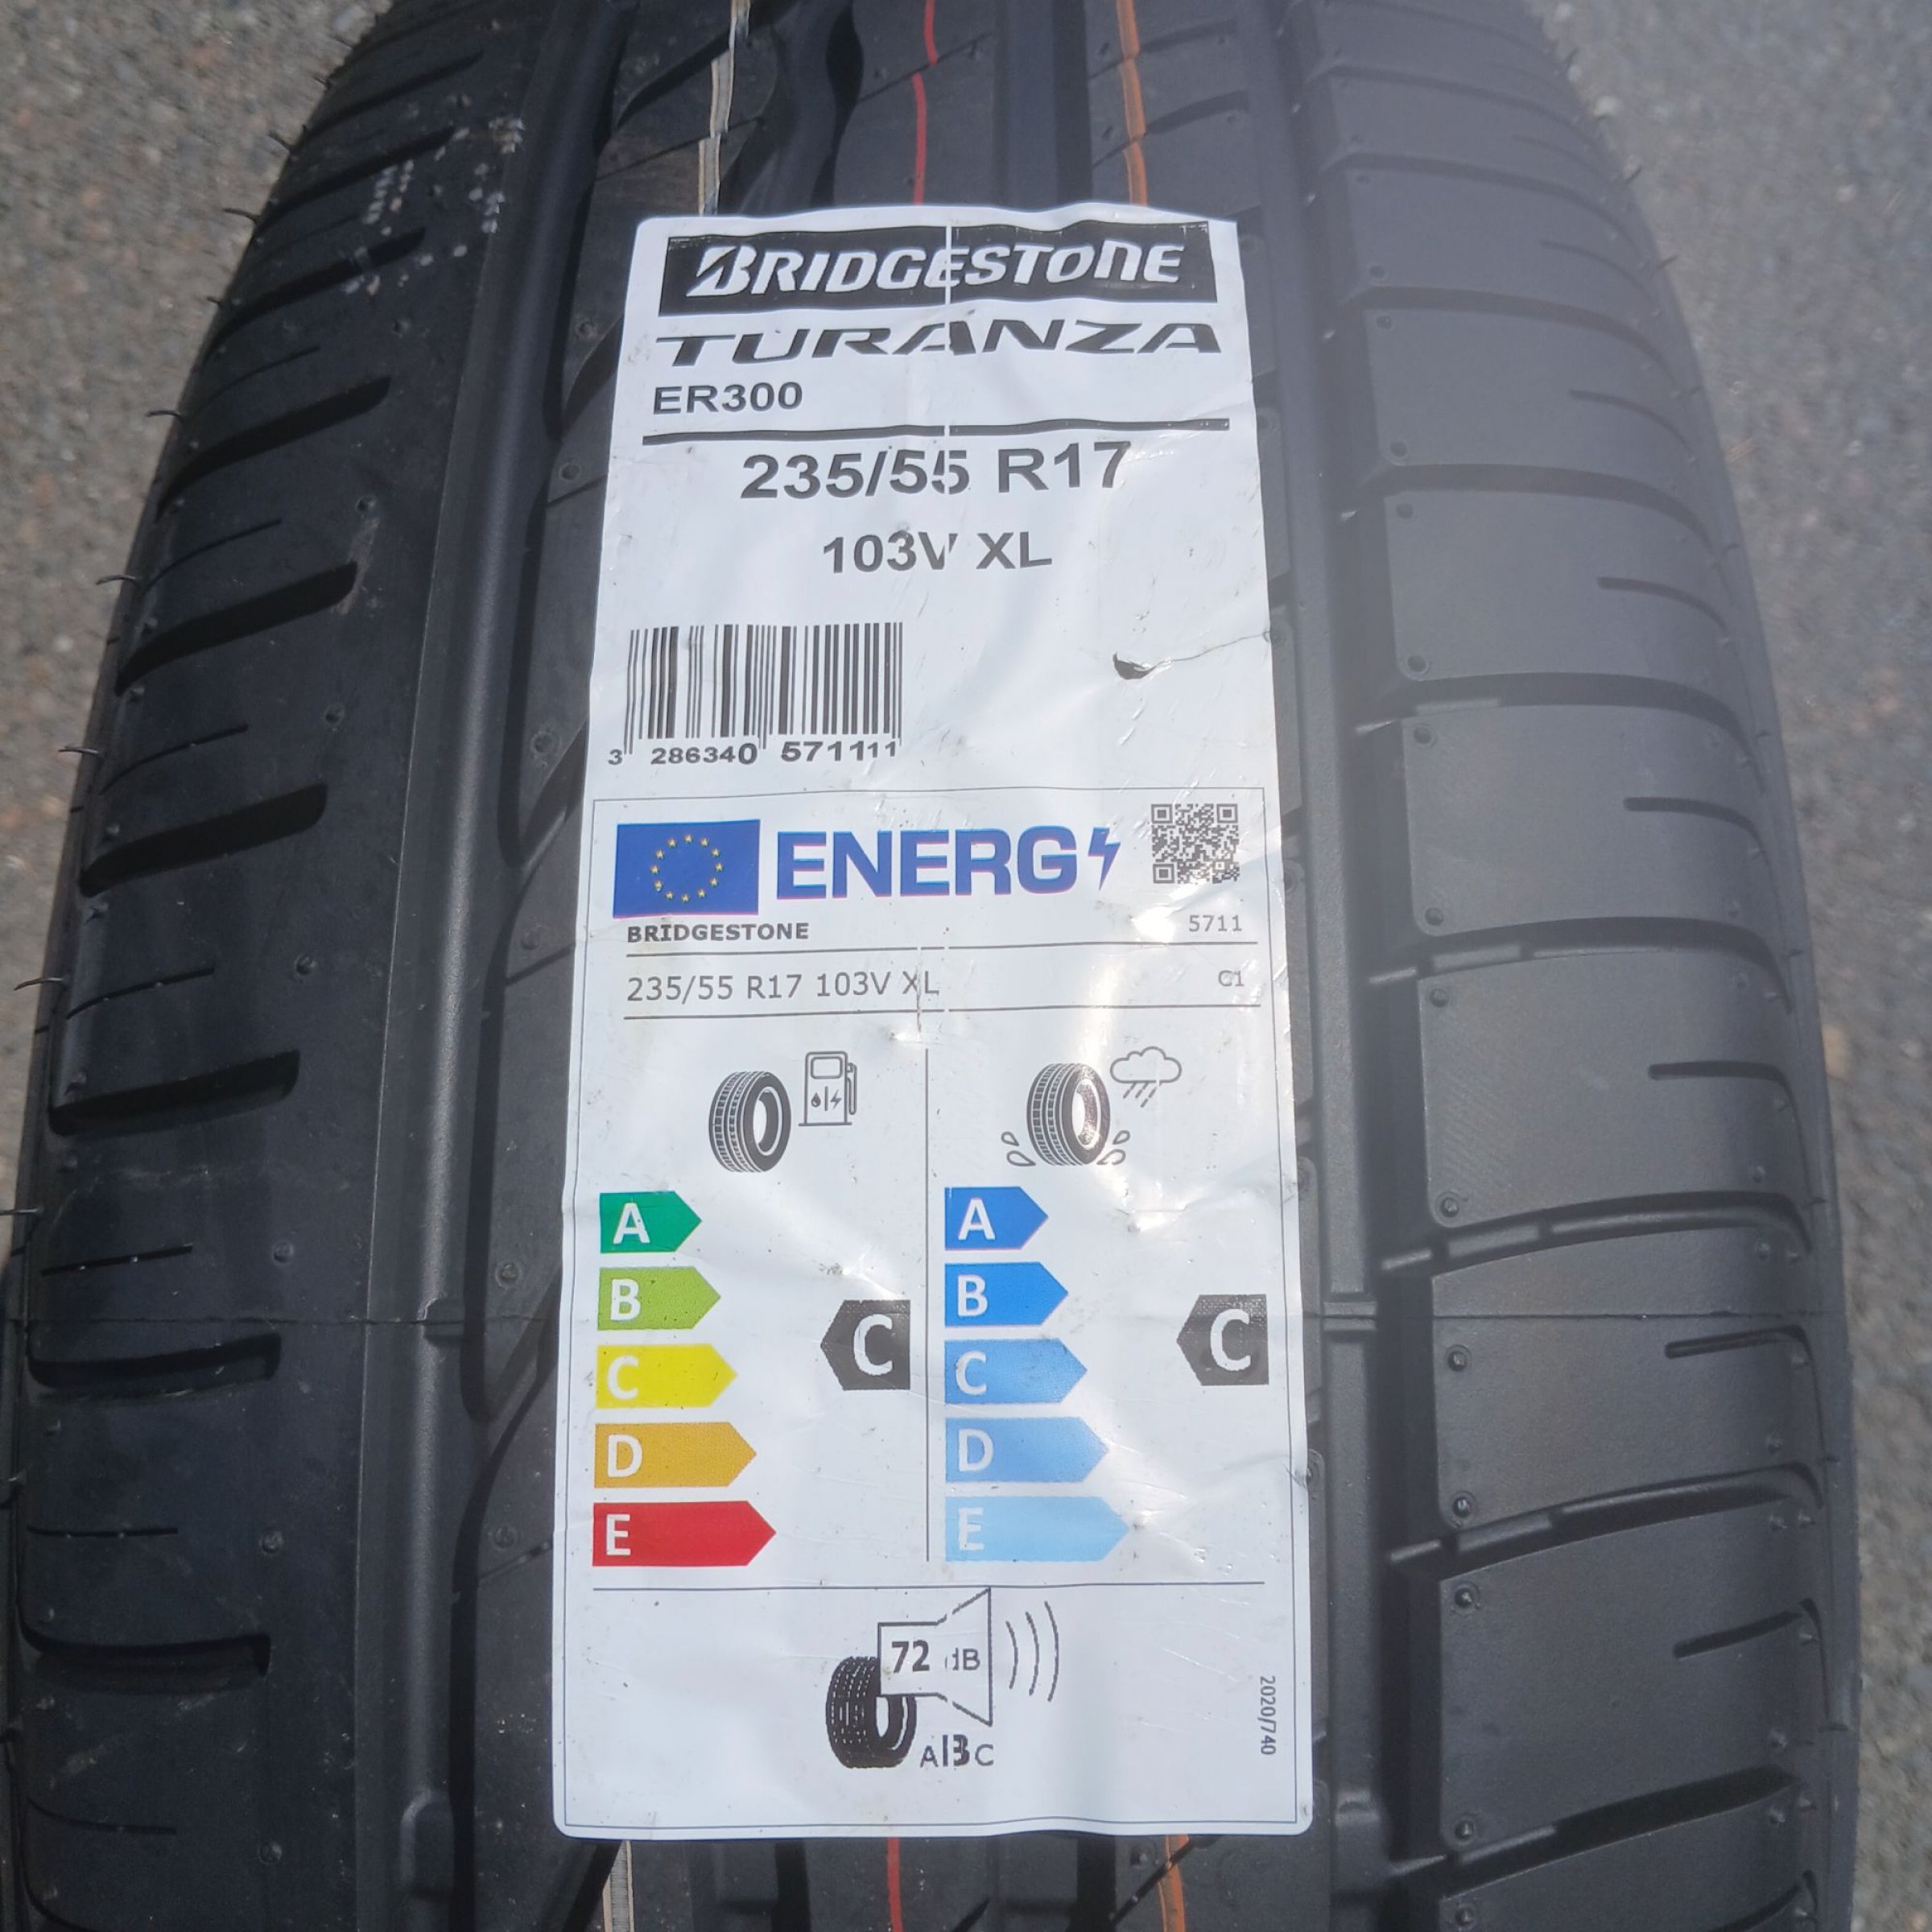 BRIDGESTONE
TURANZA
ER300
235/55 R17
103V XL
3 286340 571111
ENERG
BRIDGESTONE 5711
235/55 R17 103V XL C1
A A
B B
C C C C
D D
E E
72 dB
ABC
2020/740